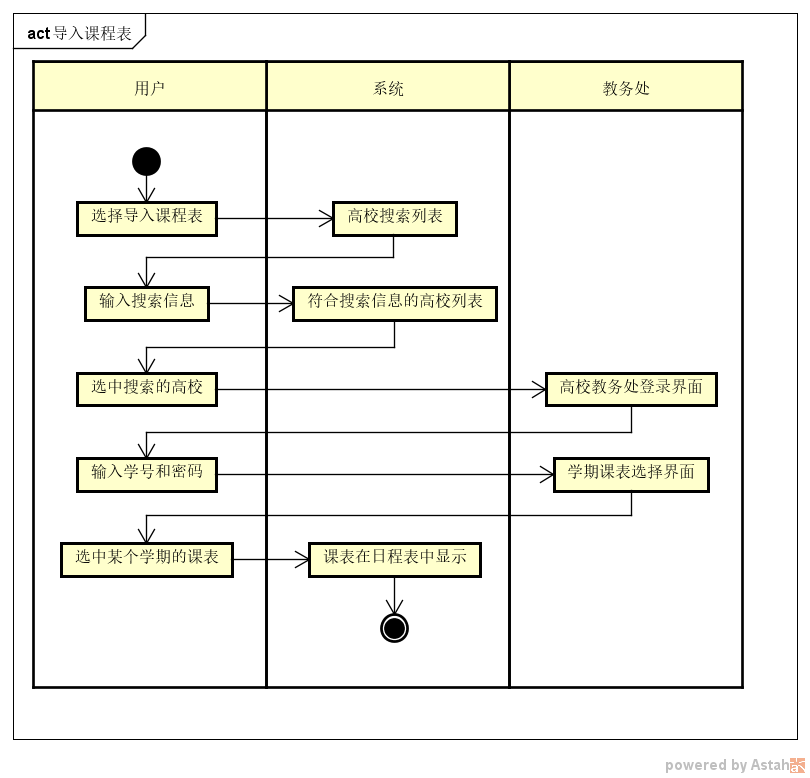 act 导入课程表
用户 系统 教务处
选择导入课程表 高校搜索列表
输入搜索信息 符合搜索信息的高校列表
选中搜索的高校 高校教务处登录界面
输入学号和密码 学期课表选择界面
选中某个学期的课表 课表在日程表中显示
powered by Astah